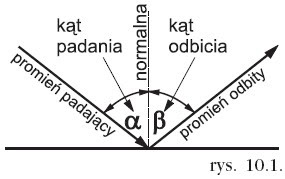 kąt
padania
normalna
kąt
odbicia
promień padający
α
β
promień odbity
rys. 10.1.